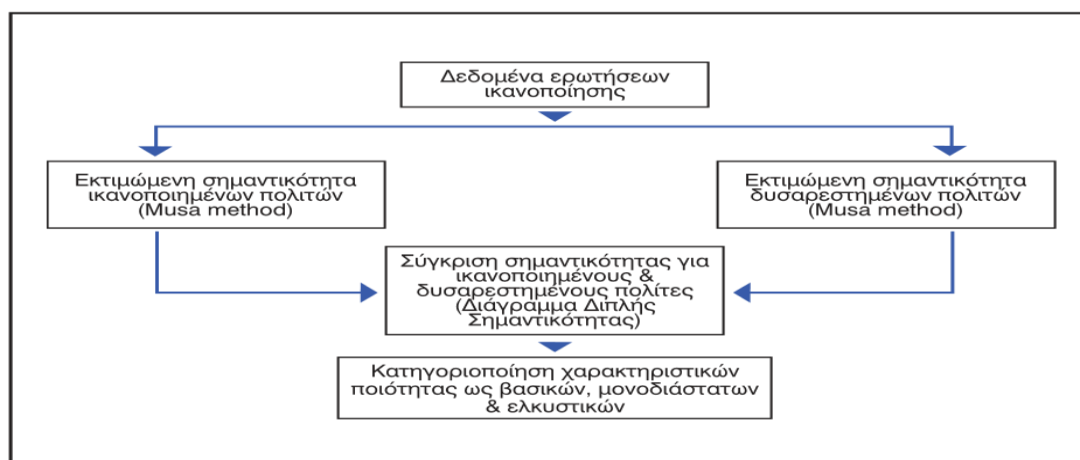 Δεδομένα ερωτήσεων
ικανοποίησης
Εκτιμώμενη σημαντικότητα
ικανοποιημένων πολιτών
(Musa method)
Εκτιμώμενη σημαντικότητα
δυσαρεστημένων πολιτών
(Musa method)
Σύγκριση σημαντικότητας για
ικανοποιημένους &
δυσαρεστημένους πολίτες
(Διάγραμμα Διπλής
Σημαντικότητας)
Κατηγοριοποίηση χαρακτηριστικών
ποιότητας ως βασικών, μονοδιάστατων
& ελκυστικών